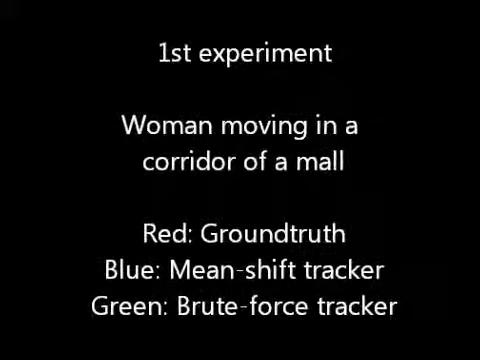 1st experiment
Woman moving in a
corridor of a mall
Red: Groundtruth
Blue: Mean-shift tracker
Green: Brute-force tracker